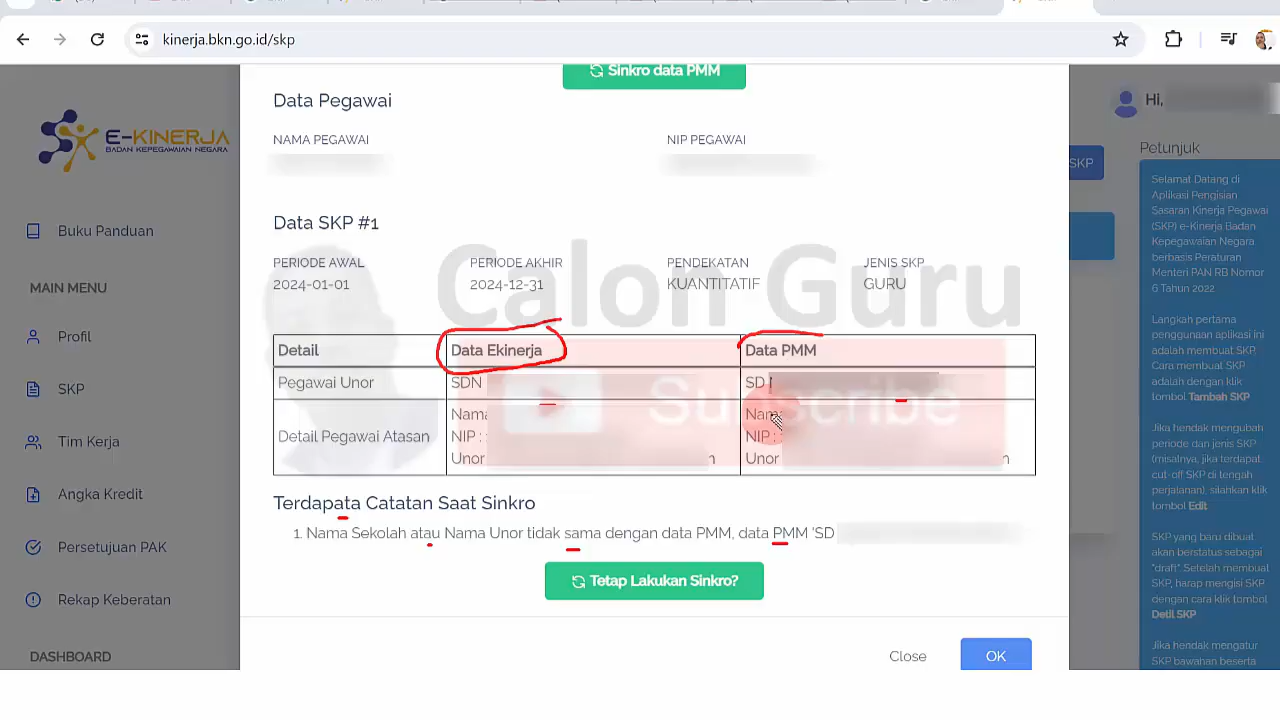 kinerja.bkn.go.id/skp
Sinkro data PMM
E-KINERJA
BADAN KEPEGAWAIAN NEGARA
Buku Panduan
MAIN MENU
Profil
SKP
Tim Kerja
Angka Kredit
Persetujuan PAK
Rekap Keberatan
DASHBOARD
Data Pegawai
NAMA PEGAWAI
NIP PEGAWAI
Data SKP #1
PERIODE AWAL
PERIODE AKHIR
PENDEKATAN
JENIS SKP
2024-01-01
2024-12-31
KUANTITATIF
GURU
Calon Guru
Detail
Data Ekinerja
Data PMM
Pegawai Unor
SDN
SD
Subscribe
Detail Pegawai Atasan
Nama
NIP :
Unor
Nama
NIP :
Unor
Terdapata Catatan Saat Sinkro
1. Nama Sekolah atau Nama Unor tidak sama dengan data PMM, data PMM 'SD
Tetap Lakukan Sinkro?
Close
OK
Hi,
SKP
Petunjuk
Selamat Datang di
Aplikasi Pengisian
Sasaran Kinerja Pegawai
(SKP) e-Kinerja Badan
Kepegawaian Negara
berbasis Peraturan
Menteri PAN RB Nomor
6 Tahun 2022
Langkah pertama
penggunaan aplikasi ini
adalah membuat SKP.
Cara membuat SKP
adalah dengan klik
tombol Tambah SKP
Jika hendak mengubah
periode dan jenis SKP
(misalnya, jika terdapat
cut-off SKP di tengah
perjalanan), silahkan klik
tombol Edit
SKP yang baru dibuat
akan berstatus sebagai
"draft". Setelah membuat
SKP, harap mengisi SKP
dengan cara klik tombol
Detil SKP
Jika hendak mengatur
SKP bawahan beserta